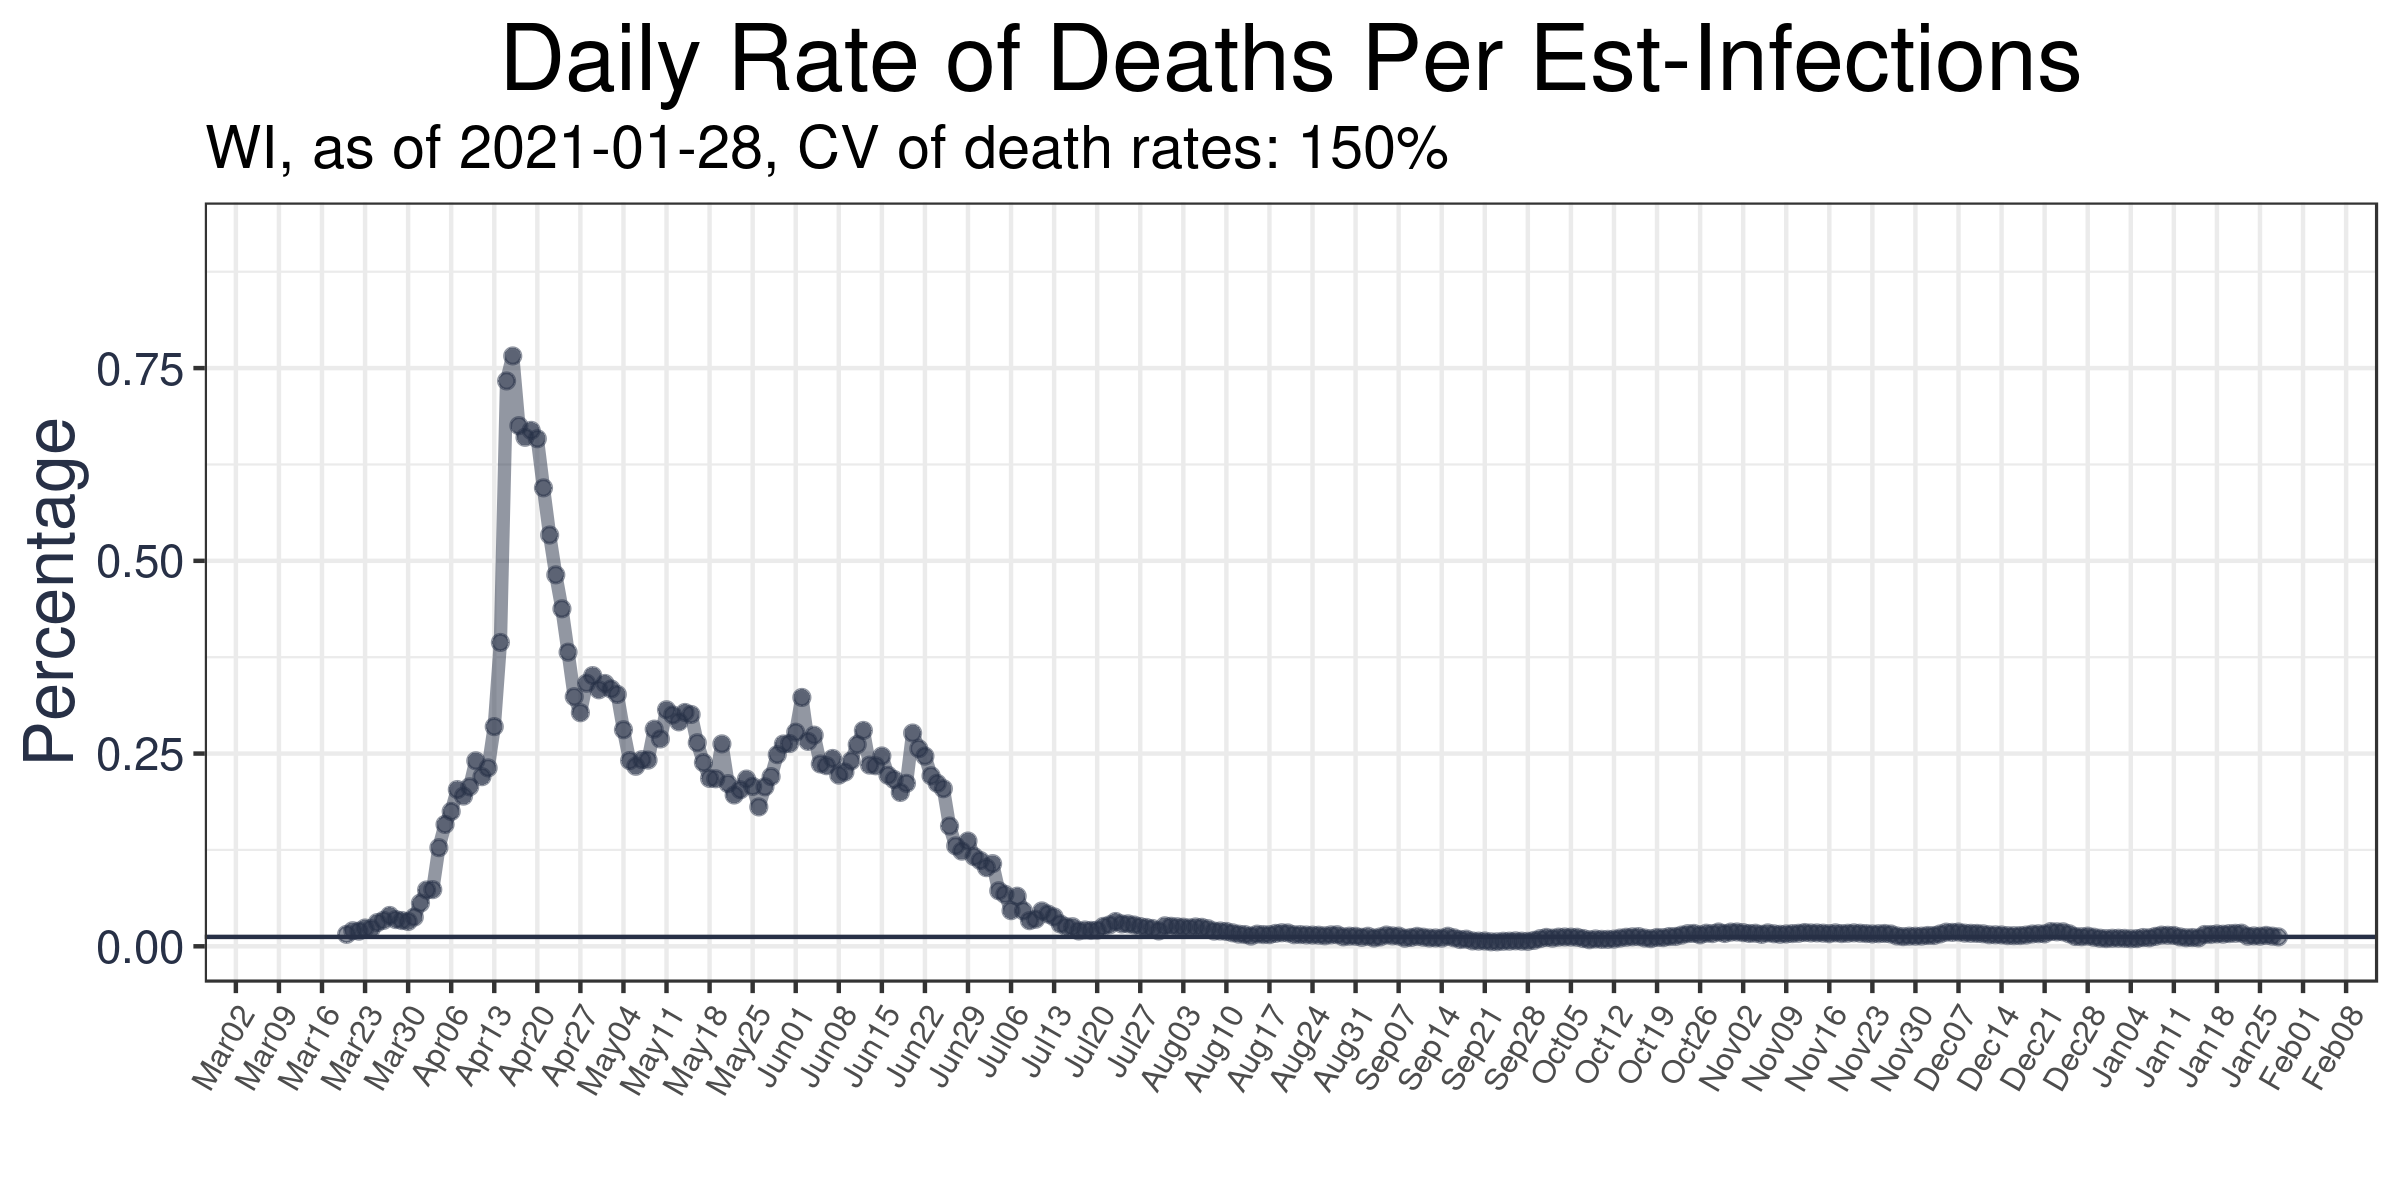 Daily Rate of Deaths Per Est-Infections
WI, as of 2021-01-28, CV of death rates: 150%
Percentage
0.75
0.50
0.25
0.00
Mar02
Mar09
Mar16
Mar23
Mar30
Apr06
Apr13
Apr20
Apr27
May04
May11
May18
May25
Jun01
Jun08
Jun15
Jun22
Jun29
Jul06
Jul13
Jul20
Jul27
Aug03
Aug10
Aug17
Aug24
Aug31
Sep07
Sep14
Sep21
Sep28
Oct05
Oct12
Oct19
Oct26
Nov02
Nov09
Nov16
Nov23
Nov30
Dec07
Dec14
Dec21
Dec28
Jan04
Jan11
Jan18
Jan25
Feb01
Feb08